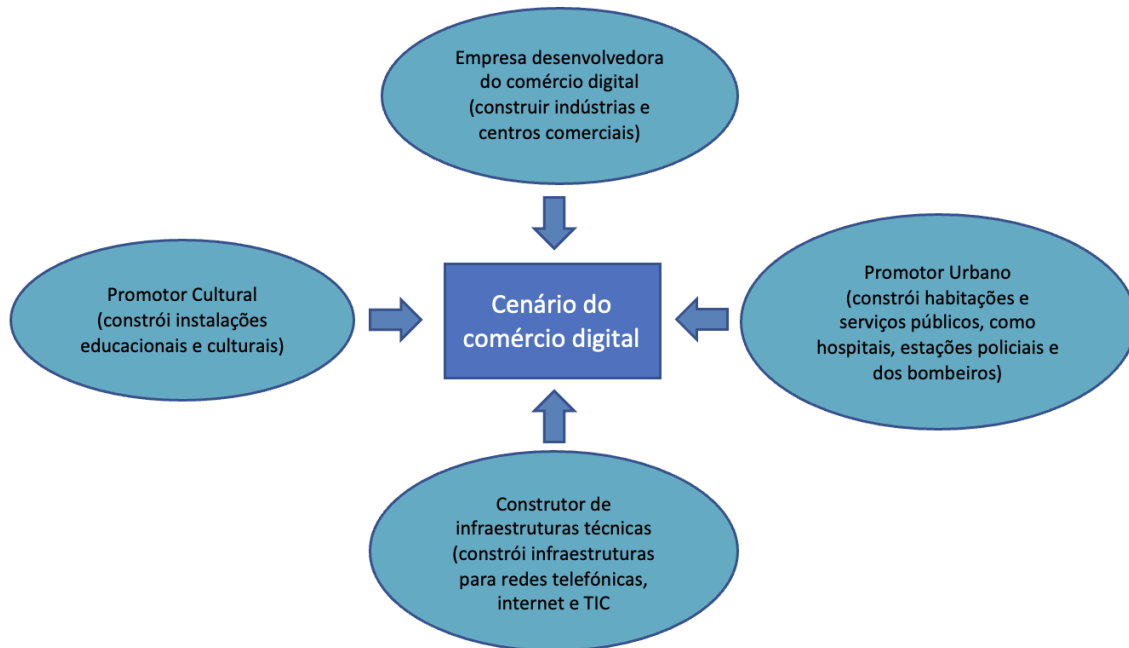 Empresa desenvolvedora
do comércio digital
(construir indústrias e
centros comerciais)
Promotor Cultural
(constrói instalações
educacionais e culturais)
Cenário do
comércio digital
Promotor Urbano
(constrói habitações e
serviços públicos, como
hospitais, estações policiais e
dos bombeiros)
Construtor de
infraestruturas técnicas
(constrói infraestruturas
para redes telefónicas,
internet e TIC